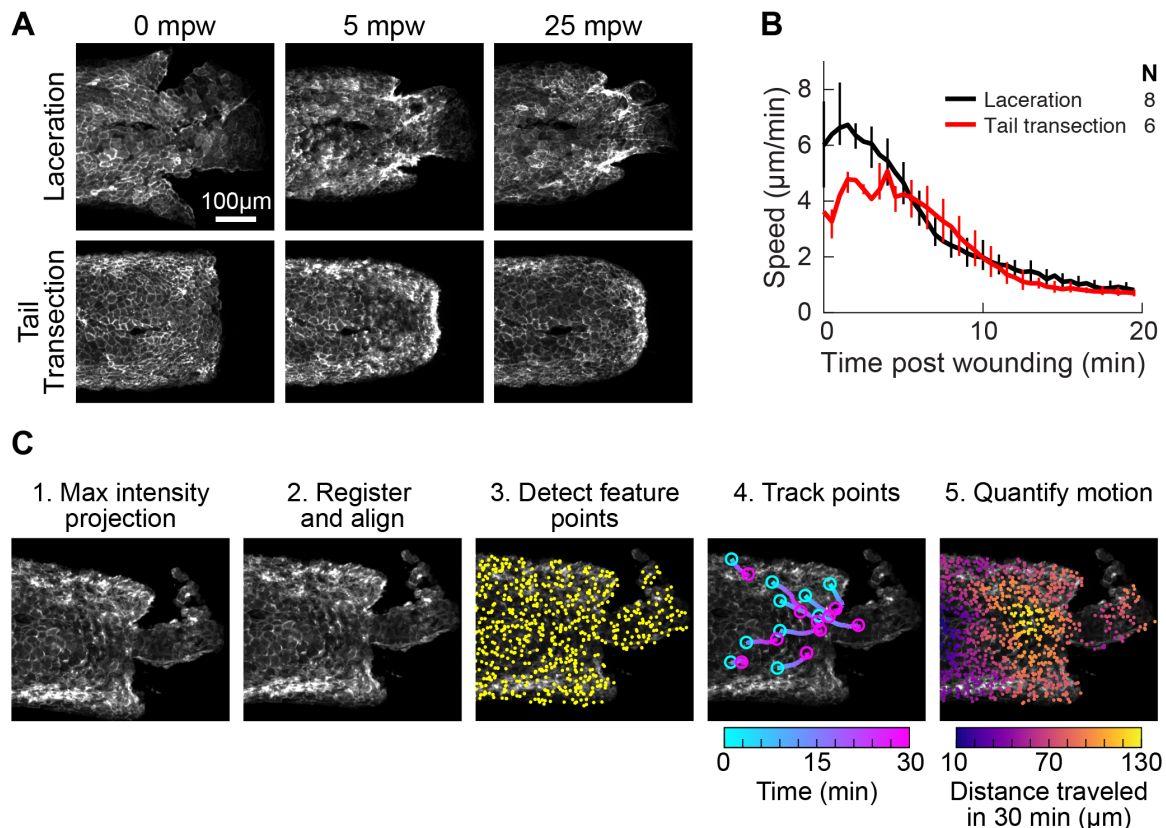 A
0 mpw
5 mpw
25 mpw
Laceration
100µm
Tail
Transection
B
N
Laceration 8
Tail transection 6
Speed (µm/min)
8
6
4
2
0
0 10 20
Time post wounding (min)
C
1. Max intensity
projection
2. Register
and align
3. Detect feature
points
4. Track points
5. Quantify motion
0 15 30
Time (min)
10 70 130
Distance traveled
in 30 min (µm)